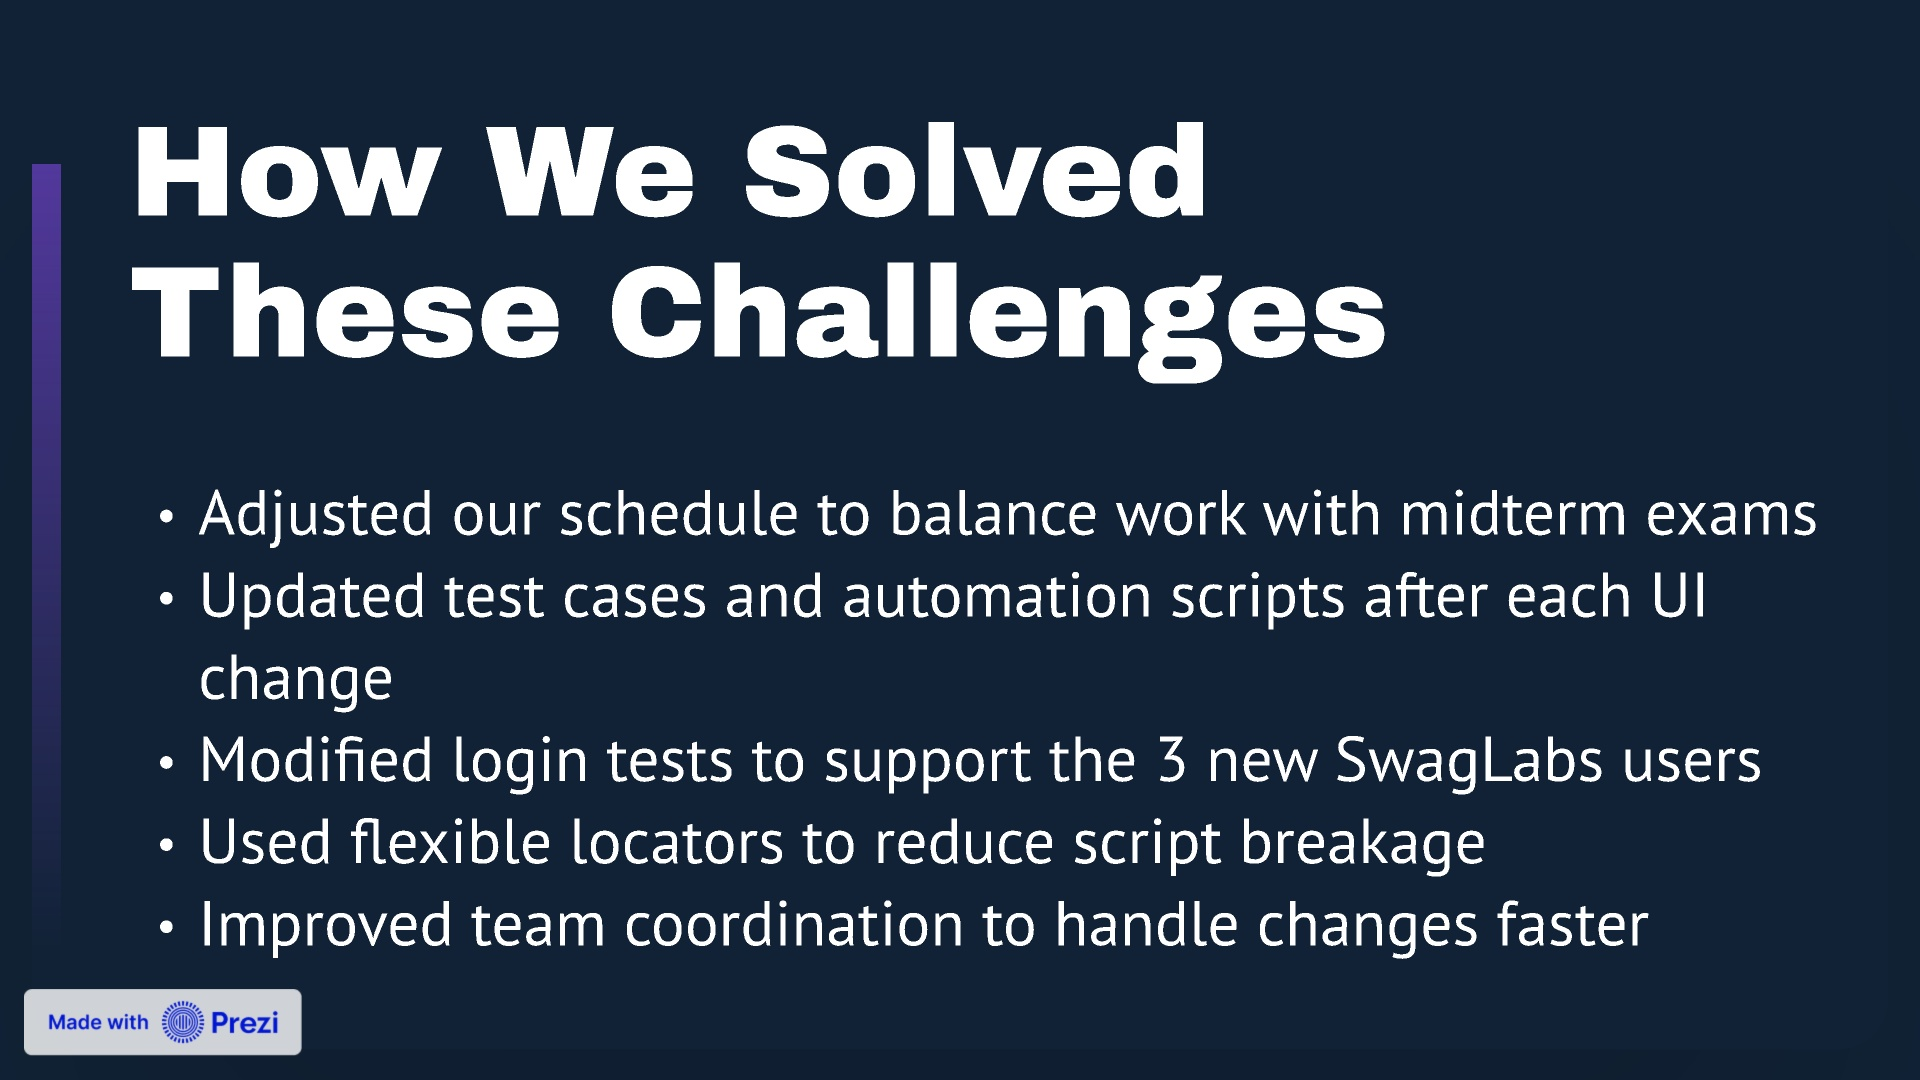 How We Solved
These Challenges
• Adjusted our schedule to balance work with midterm exams
• Updated test cases and automation scripts after each UI
change
• Modified login tests to support the 3 new SwagLabs users
• Used flexible locators to reduce script breakage
• Improved team coordination to handle changes faster
Made with Prezi